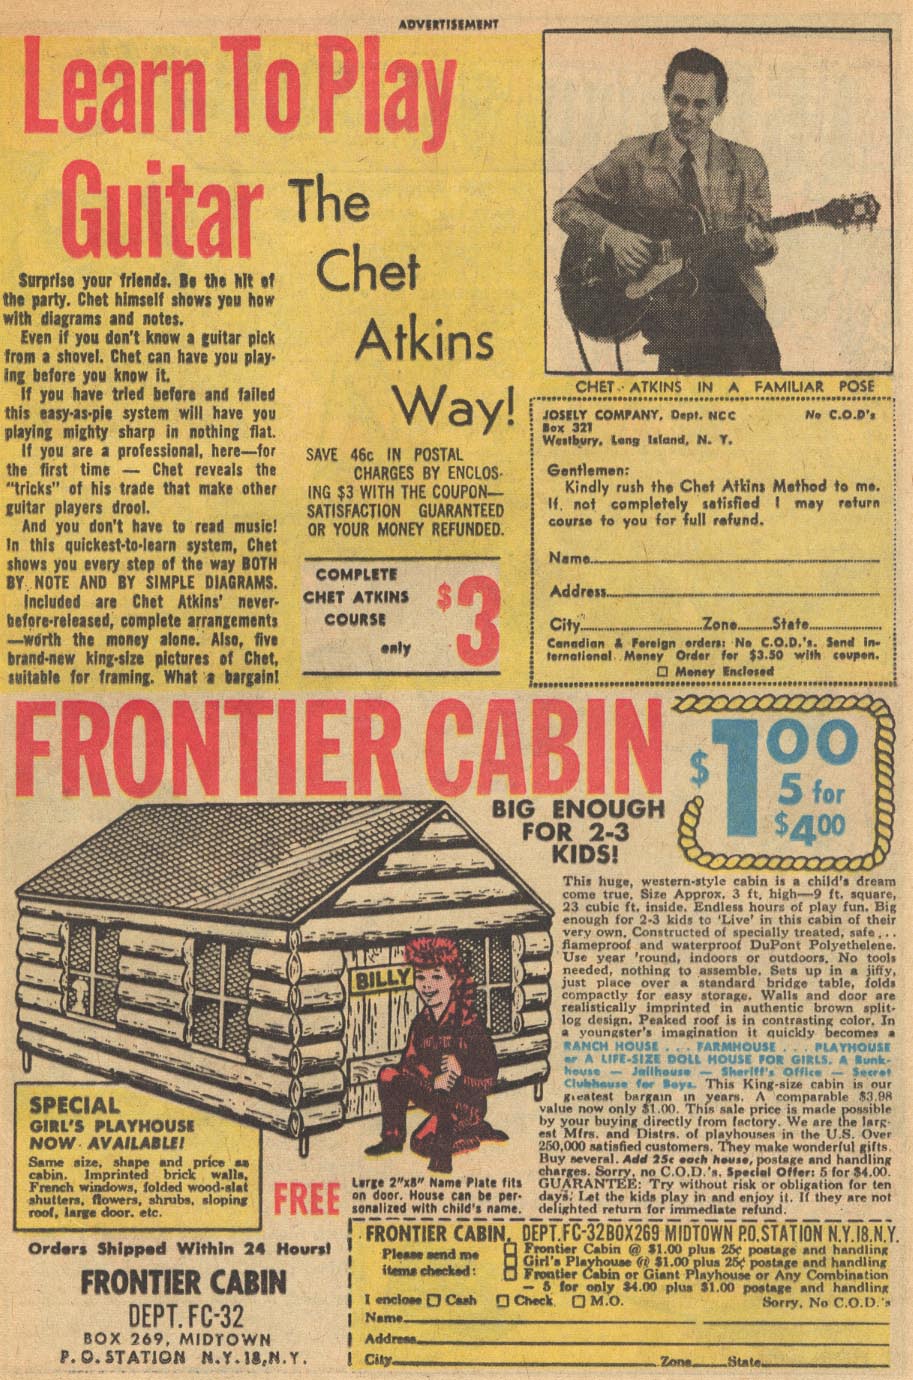 ADVERTISEMENT
Learn To Play
Guitar
The
Chet
Atkins
Way!
Surprise your friends. Be the hit of
the party. Chet himself shows you how
with diagrams and notes.
Even if you don't know a guitar pick
from a shovel. Chet can have you play-
ing before you know it.
If you have tried before and failed
this easy-as-pie system will have you
playing mighty sharp in nothing flat.
If you are a professional, here—for
the first time — Chet reveals the
"tricks" of his trade that make other
guitar players drool.
And you don't have to read music!
In this quickest-to-learn system, Chet
shows you every step of the way BOTH
BY NOTE AND BY SIMPLE DIAGRAMS.
Included are Chet Atkins' never-
before-released, complete arrangements
—worth the money alone. Also, five
brand-new king-size pictures of Chet,
suitable for framing. What a bargain!
SAVE 46c IN POSTAL
CHARGES BY ENCLOS-
ING $3 WITH THE COUPON—
SATISFACTION GUARANTEED
OR YOUR MONEY REFUNDED.
COMPLETE
CHET ATKINS
COURSE
only
$3
CHET ATKINS IN A FAMILIAR POSE
JOSELY COMPANY, Dept. NCC No C.O.D's
Box 321
Westbury, Long Island, N. Y.
Gentlemen:
Kindly rush the Chet Atkins Method to me.
If not completely satisfied I may return
course to you for full refund.
Name
Address
City Zone State
Canadian & Foreign orders: No C.O.D.'s. Send In-
ternational Money Order for $3.50 with coupon.
☐ Money Enclosed
FRONTIER CABIN
$1.00
5 for
$4.00
BIG ENOUGH
FOR 2-3
KIDS!
BILLY
This huge, western-style cabin is a child's dream
come true. Size Approx. 3 ft. high—9 ft. square,
23 cubic ft. inside. Endless hours of play fun. Big
enough for 2-3 kids to 'Live' in this cabin of their
very own. Constructed of specially treated, safe...
flameproof and waterproof DuPont Polyethelene.
Use year 'round, indoors or outdoors. No tools
needed, nothing to assemble. Sets up in a jiffy,
just place over a standard bridge table, folds
compactly for easy storage. Walls and door are
realistically imprinted in authentic brown split-
log design. Peaked roof is in contrasting color. In
a youngster's imagination it quickly becomes a
RANCH HOUSE . . . FARMHOUSE . . . PLAYHOUSE
or A LIFE-SIZE DOLL HOUSE FOR GIRLS. A Bunk-
house — Jailhouse — Sheriff's Office — Secret
Clubhouse for Boys. This King-size cabin is our
greatest bargain in years. A comparable $3.98
value now only $1.00. This sale price is made possible
by your buying directly from factory. We are the larg-
est Mfrs. and Distrs. of playhouses in the U.S. Over
250,000 satisfied customers. They make wonderful gifts.
Buy several. Add 25c each house, postage and handling
charges. Sorry, no C.O.D.'s. Special Offer: 5 for $4.00.
GUARANTEE: Try without risk or obligation for ten
days. Let the kids play in and enjoy it. If they are not
delighted return for immediate refund.
SPECIAL
GIRL'S PLAYHOUSE
NOW AVAILABLE!
Same size, shape and price as
cabin. Imprinted brick walls,
French windows, folded wood-slat
shutters, flowers, shrubs, sloping
roof, large door, etc.
FREE
Large 2"x8" Name Plate fits
on door. House can be per-
sonalized with child's name.
Orders Shipped Within 24 Hours!
FRONTIER CABIN
DEPT. FC-32
BOX 269, MIDTOWN
P.O. STATION N.Y.18,N.Y.
FRONTIER CABIN, DEPT.FC-32 BOX269 MIDTOWN P.O.STATION N.Y.18.N.Y.
Please send me
items checked:
☐ Frontier Cabin @ $1.00 plus 25¢ postage and handling
☐ Girl's Playhouse @ $1.00 plus 25¢ postage and handling
☐ Frontier Cabin or Giant Playhouse or Any Combination
— 5 for only $4.00 plus $1.00 postage and handling
I enclose ☐ Cash ☐ Check ☐ M.O. Sorry, No C.O.D.'s
Name
Address
City Zone State